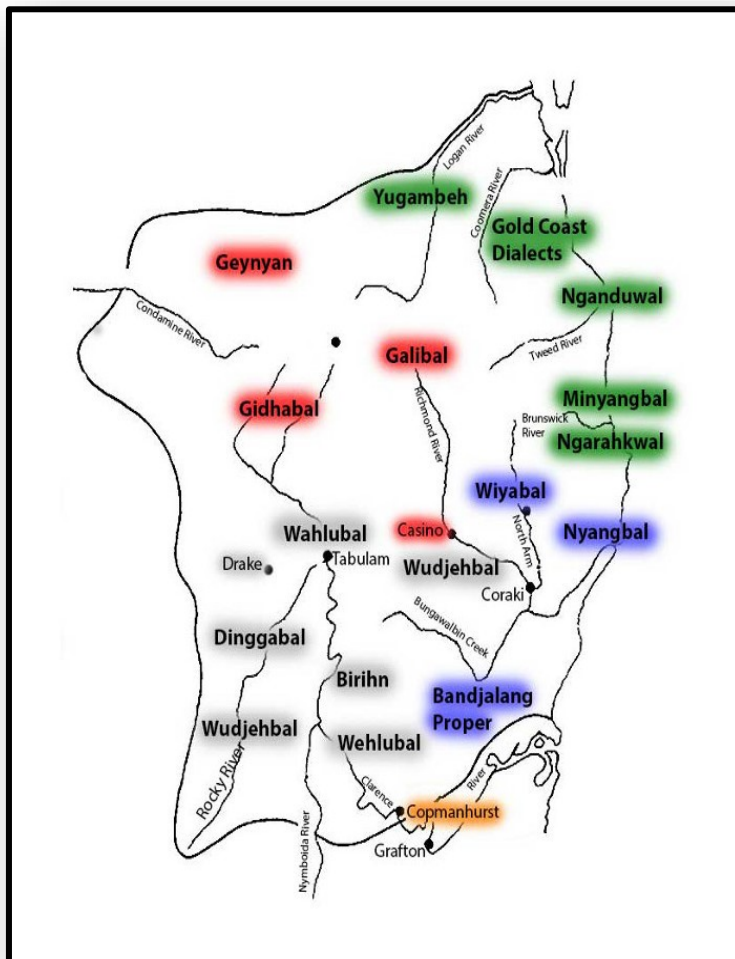 Logan River
Yugambeh
Coomera River
Gold Coast
Dialects
Geynyan
Nganduwal
Condamine River
Galibal
Tweed River
Gidhabal
Richmond River
Minyangbal
Brunswick
River
Ngarahkwal
Wiyabal
Wahlubal
Casino
North Arm
Nyangbal
Drake
Tabulam
Wudjehbal
Coraki
Bungawalbin Creek
Dinggabal
Birihn
Bandjalang
Proper
Wudjehbal
Wehlubal
Rocky River
Clarence
River
Copmanhurst
Nymboida River
Grafton